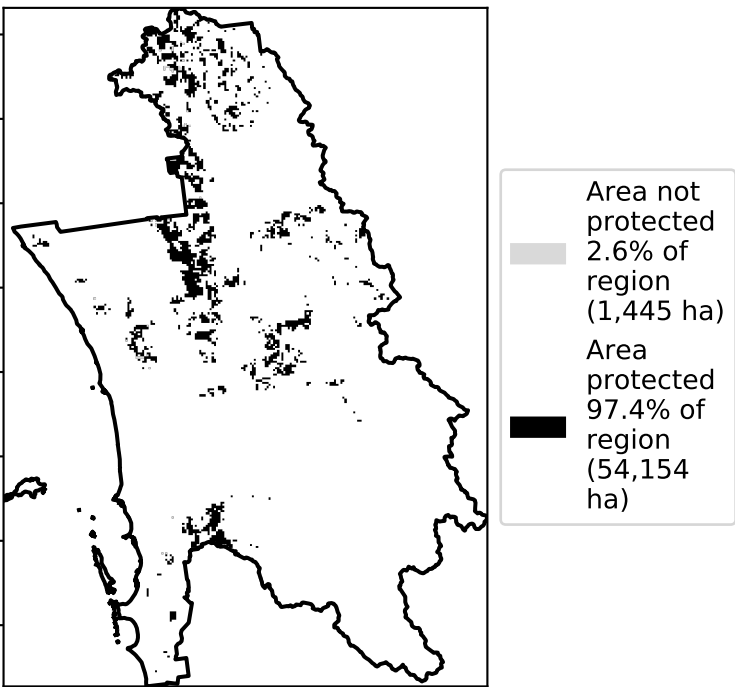 Area not
protected
2.6% of
region
(1,445 ha)
Area
protected
97.4% of
region
(54,154
ha)